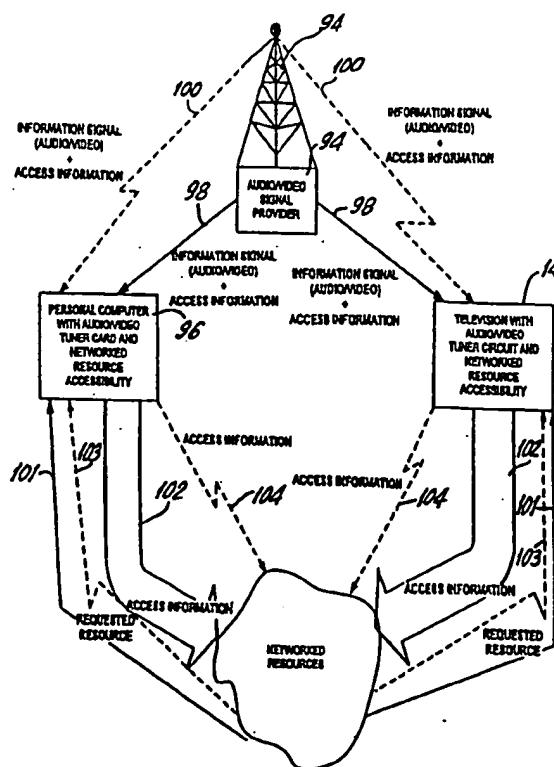 94
100
100
INFORMATION SIGNAL
(AUDIO/VIDEO)
+
ACCESS INFORMATION
INFORMATION SIGNAL
(AUDIO/VIDEO)
+
ACCESS INFORMATION
94
AUDIO/VIDEO
SIGNAL
PROVIDER
98
98
INFORMATION SIGNAL
(AUDIO/VIDEO)
+
ACCESS INFORMATION
INFORMATION SIGNAL
(AUDIO/VIDEO)
+
ACCESS INFORMATION
PERSONAL COMPUTER
WITH AUDIO/VIDEO
TUNER CARD AND
NETWORKED
RESOURCE
ACCESSIBILITY
96
14
TELEVISION WITH
AUDIO/VIDEO
TUNER CIRCUIT AND
NETWORKED
RESOURCE
ACCESSIBILITY
101
103
102
ACCESS INFORMATION
104
ACCESS INFORMATION
104
102
101
103
ACCESS INFORMATION
REQUESTED
RESOURCE
NETWORKED
RESOURCES
ACCESS INFORMATION
REQUESTED
RESOURCE